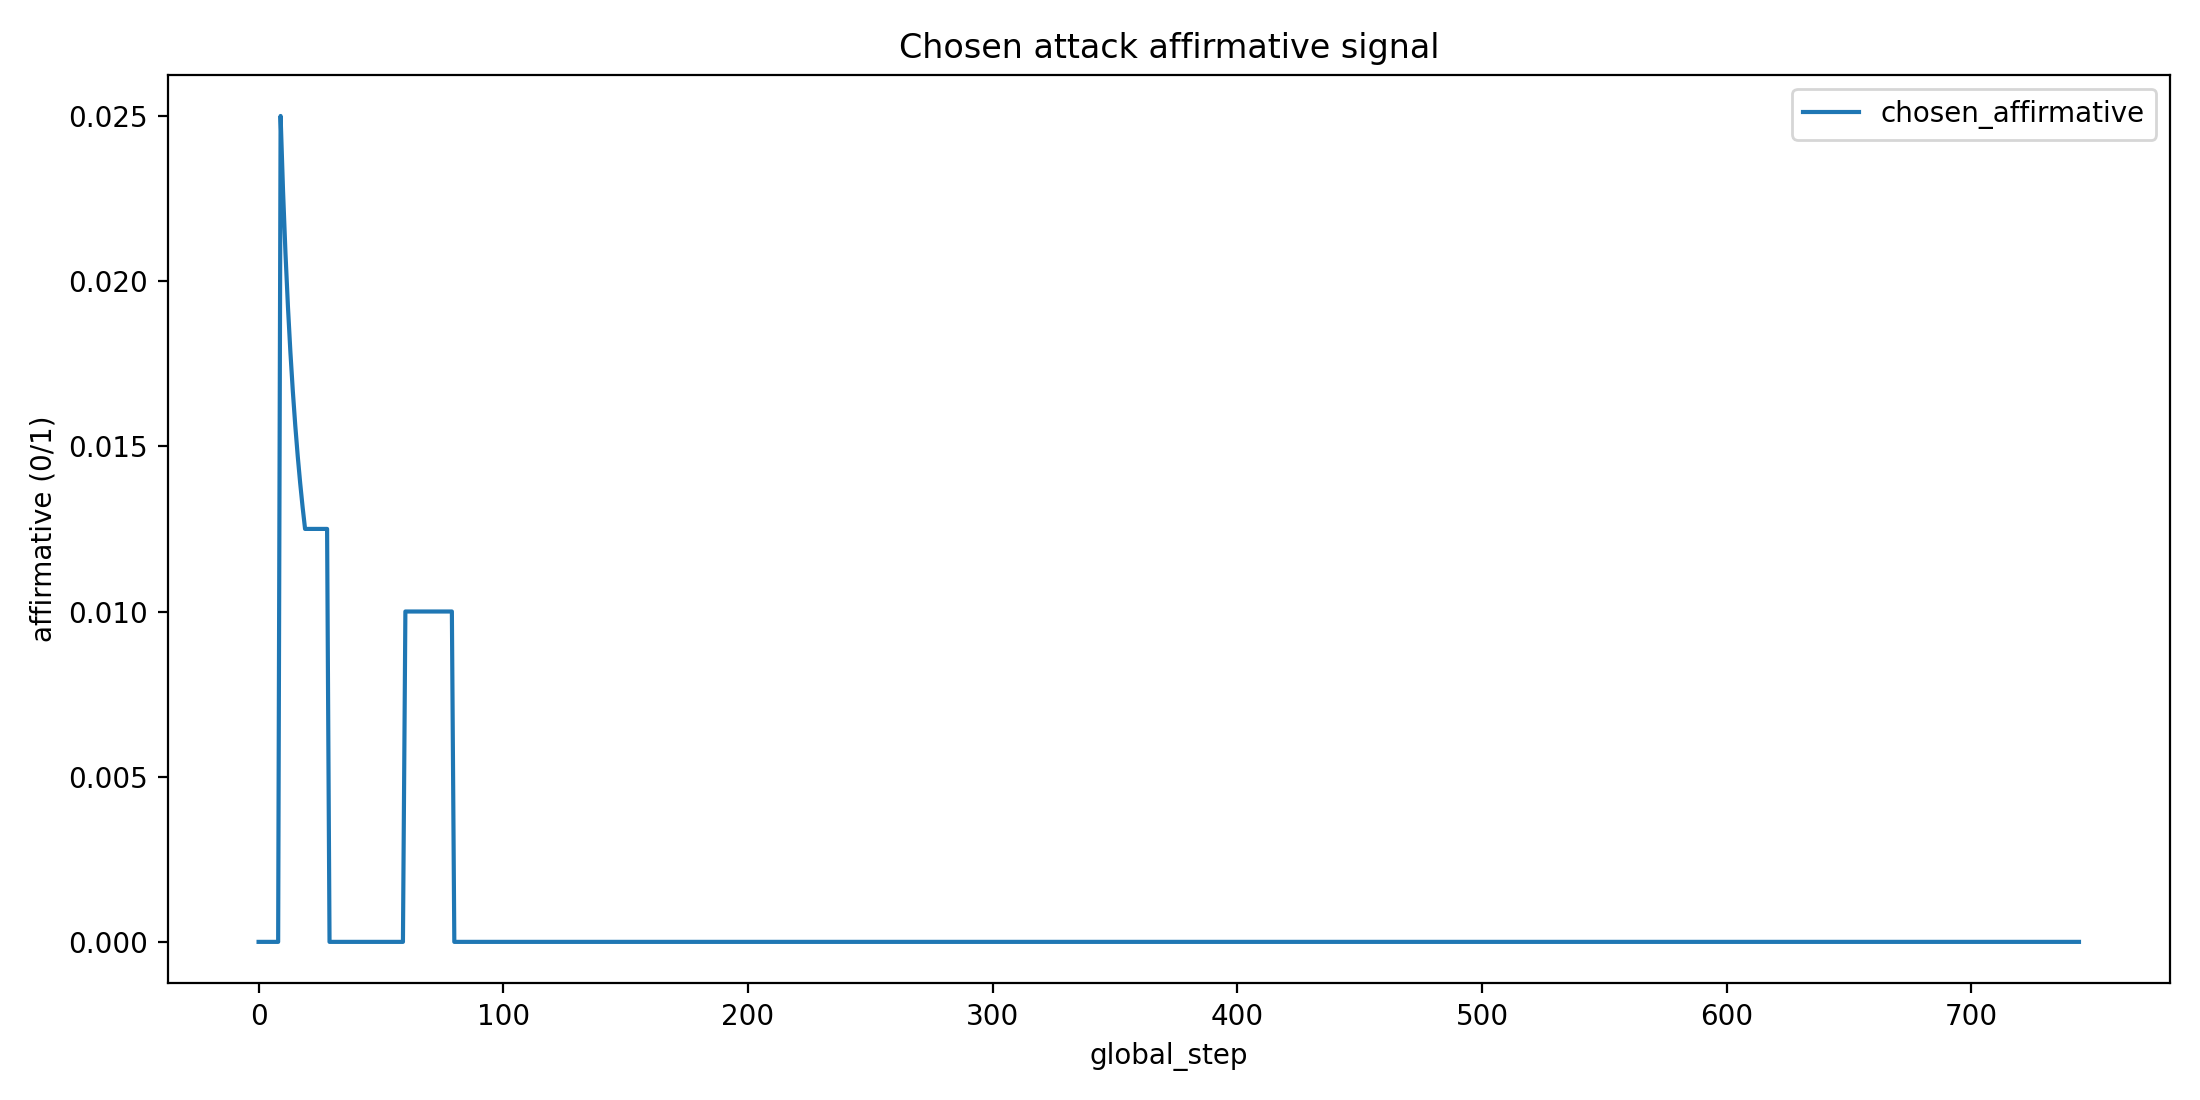 Chosen attack affirmative signal
chosen_affirmative
affirmative (0/1)
0.025
0.020
0.015
0.010
0.005
0.000
0 100 200 300 400 500 600 700
global_step